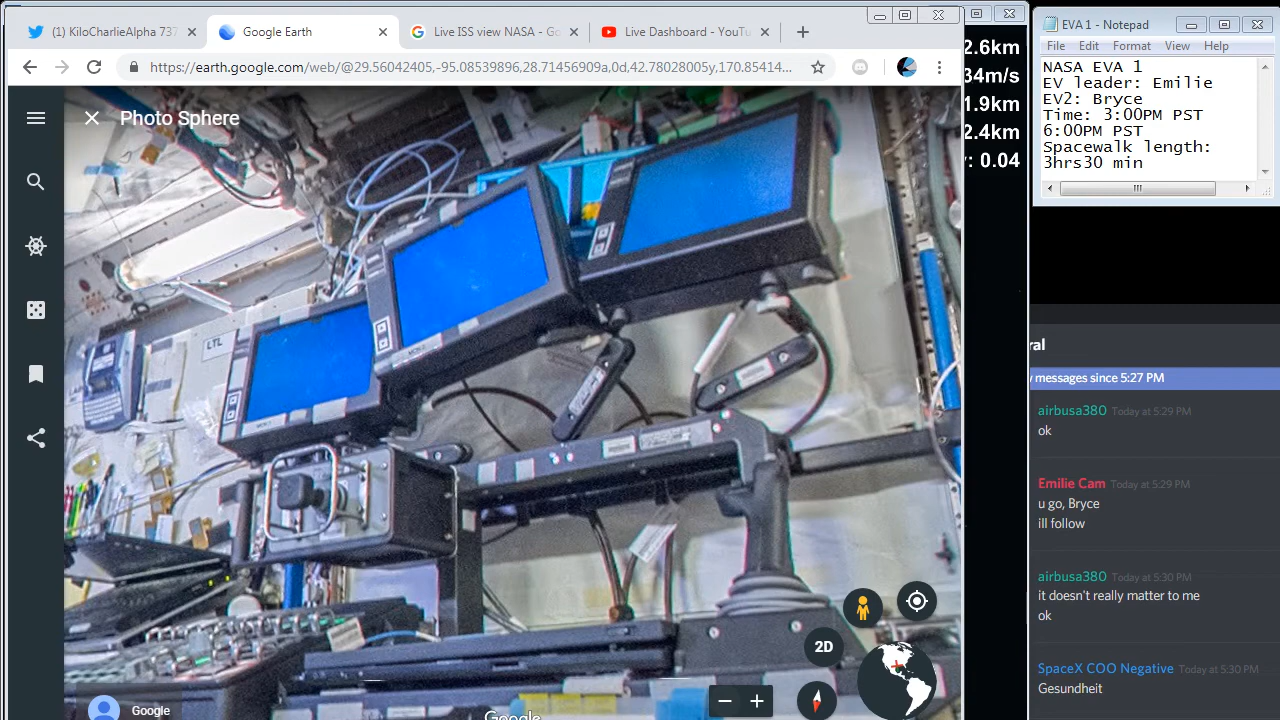 (1) KiloCharlieAlpha 737
Google Earth
Live ISS view NASA - Go
Live Dashboard - YouTu
https://earth.google.com/web/@29.56042405,-95.08539896,28.71456909a.0d,42.78028005y,170.85414...
Photo Sphere
LTL
2D
Google
Google
2.6km
34m/s
1.9km
2.4km
: 0.04
EVA 1 - Notepad
File Edit Format View Help
NASA EVA 1
EV leader: Emilie
EV2: Bryce
Time: 3:00PM PST
6:00PM PST
Spacewalk length:
3hrs30 min
ral
messages since 5:27 PM
airbusa380 Today at 5:29 PM
ok
Emilie Cam Today at 5:29 PM
u go, Bryce
ill follow
airbusa380 Today at 5:30 PM
it doesn't really matter to me
ok
SpaceX COO Negative Today at 5:30 PM
Gesundheit